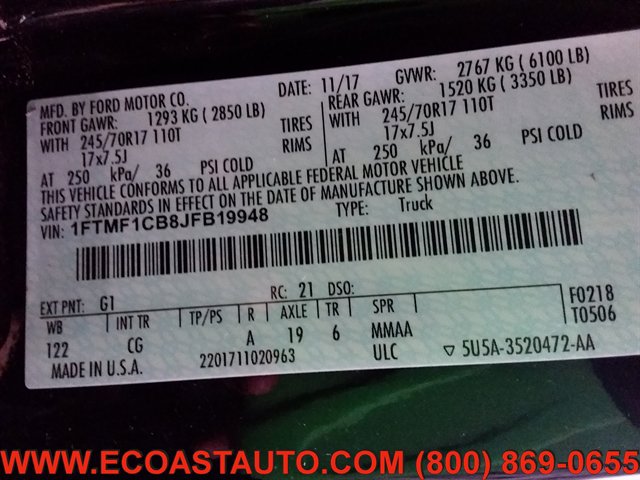 MFD. BY FORD MOTOR CO.
DATE: 11/17 GVWR: 2767 KG ( 6100 LB)
FRONT GAWR: 1293 KG ( 2850 LB) REAR GAWR: 1520 KG ( 3350 LB)
WITH 245/70R17 110T TIRES WITH 245/70R17 110T TIRES
17x7.5J RIMS 17x7.5J RIMS
AT 250 kPa/ 36 PSI COLD AT 250 kPa/ 36 PSI COLD
THIS VEHICLE CONFORMS TO ALL APPLICABLE FEDERAL MOTOR VEHICLE
SAFETY STANDARDS IN EFFECT ON THE DATE OF MANUFACTURE SHOWN ABOVE.
VIN: 1FTMF1CB8JFB19948 TYPE: Truck
EXT PNT: G1 RC: 21 DSO: F0218
WB INT TR TP/PS R AXLE TR SPR T0506
122 CG A 19 6 MMAA
MADE IN U.S.A. 2201711020963 ULC ▽ 5U5A-3520472-AA
WWW.ECOASTAUTO.COM (800) 869-0655